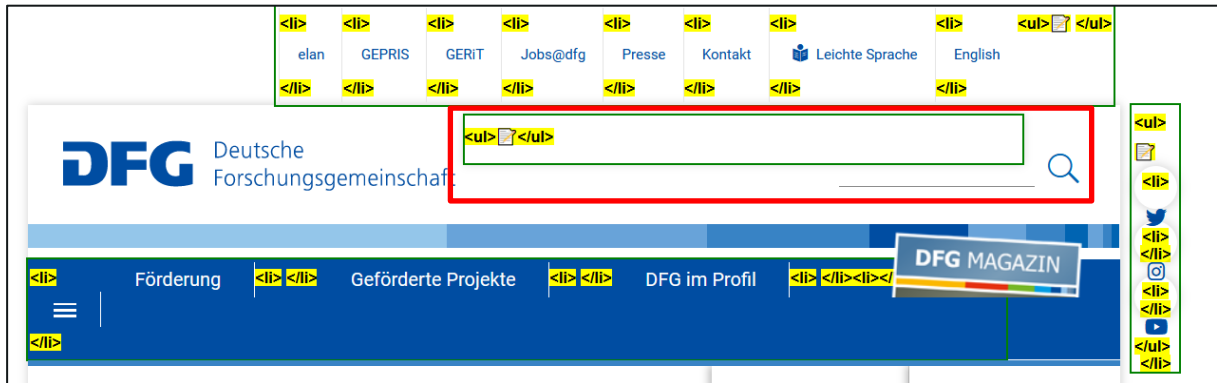 <li> <li> <li> <li> <li> <li> <li> <li> <ul>📝 </ul>
elan GEPRIS GERiT Jobs@dfg Presse Kontakt Leichte Sprache English
</li> </li> </li> </li> </li> </li> </li> </li>
<ul>📝</ul>
DFG Deutsche
Forschungsgemeinschaft
<li> Förderung <li> </li> Geförderte Projekte <li> </li> DFG im Profil <li> </li><li></
</li>
DFG MAGAZIN
<ul>
📝
<li>
<li>
</li>
<li>
</li>
</ul>
</li>